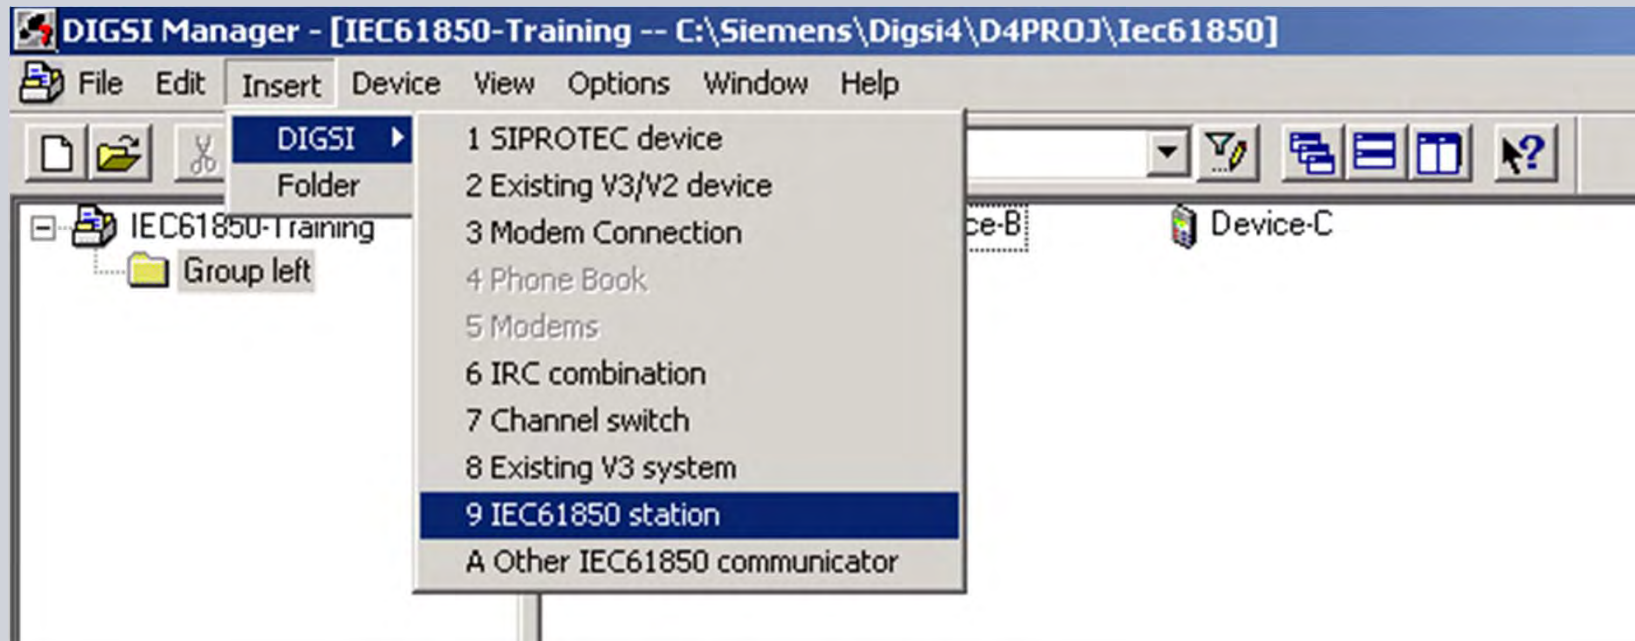 DIGSI Manager - [IEC61850-Training -- C:\Siemens\Digsi4\D4PROJ\Iec61850]
File Edit Insert Device View Options Window Help
DIGSI
Folder
1 SIPROTEC device
2 Existing V3/V2 device
3 Modem Connection
4 Phone Book
5 Modems
6 IRC combination
7 Channel switch
8 Existing V3 system
9 IEC61850 station
A Other IEC61850 communicator
IEC61850-Training
Group left
ce-B
Device-C